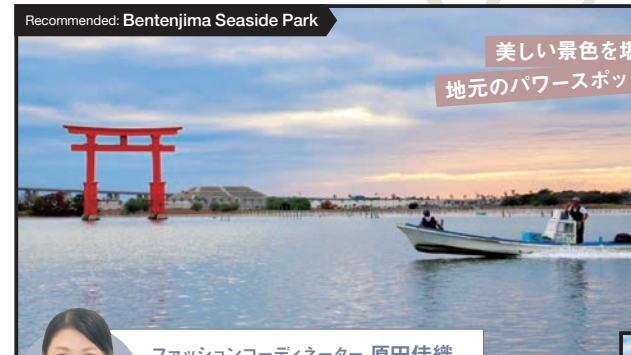 Recommended: Bentenjima Seaside Park
美しい景色を堪
地元のパワースポッ
ファッションコーディネーター 原田佳織